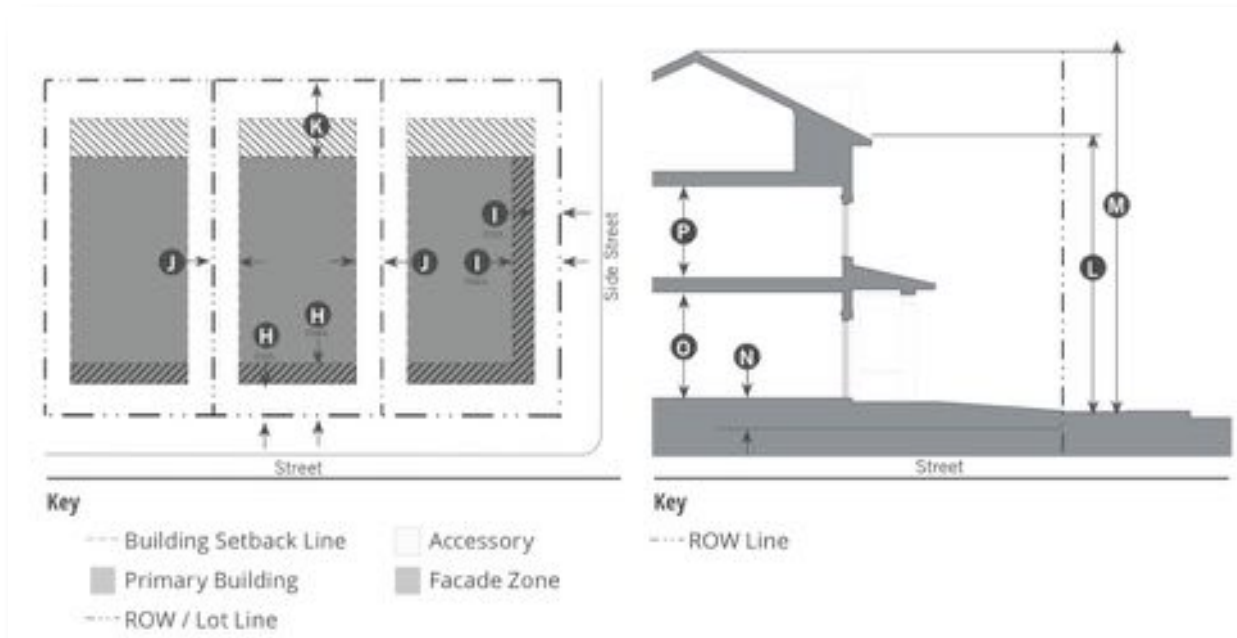 K
I
I
J
J
H
H
Side Street
Street
M
P
L
O
N
Street
Key
Building Setback Line
Accessory
Primary Building
Facade Zone
ROW / Lot Line
Key
ROW Line